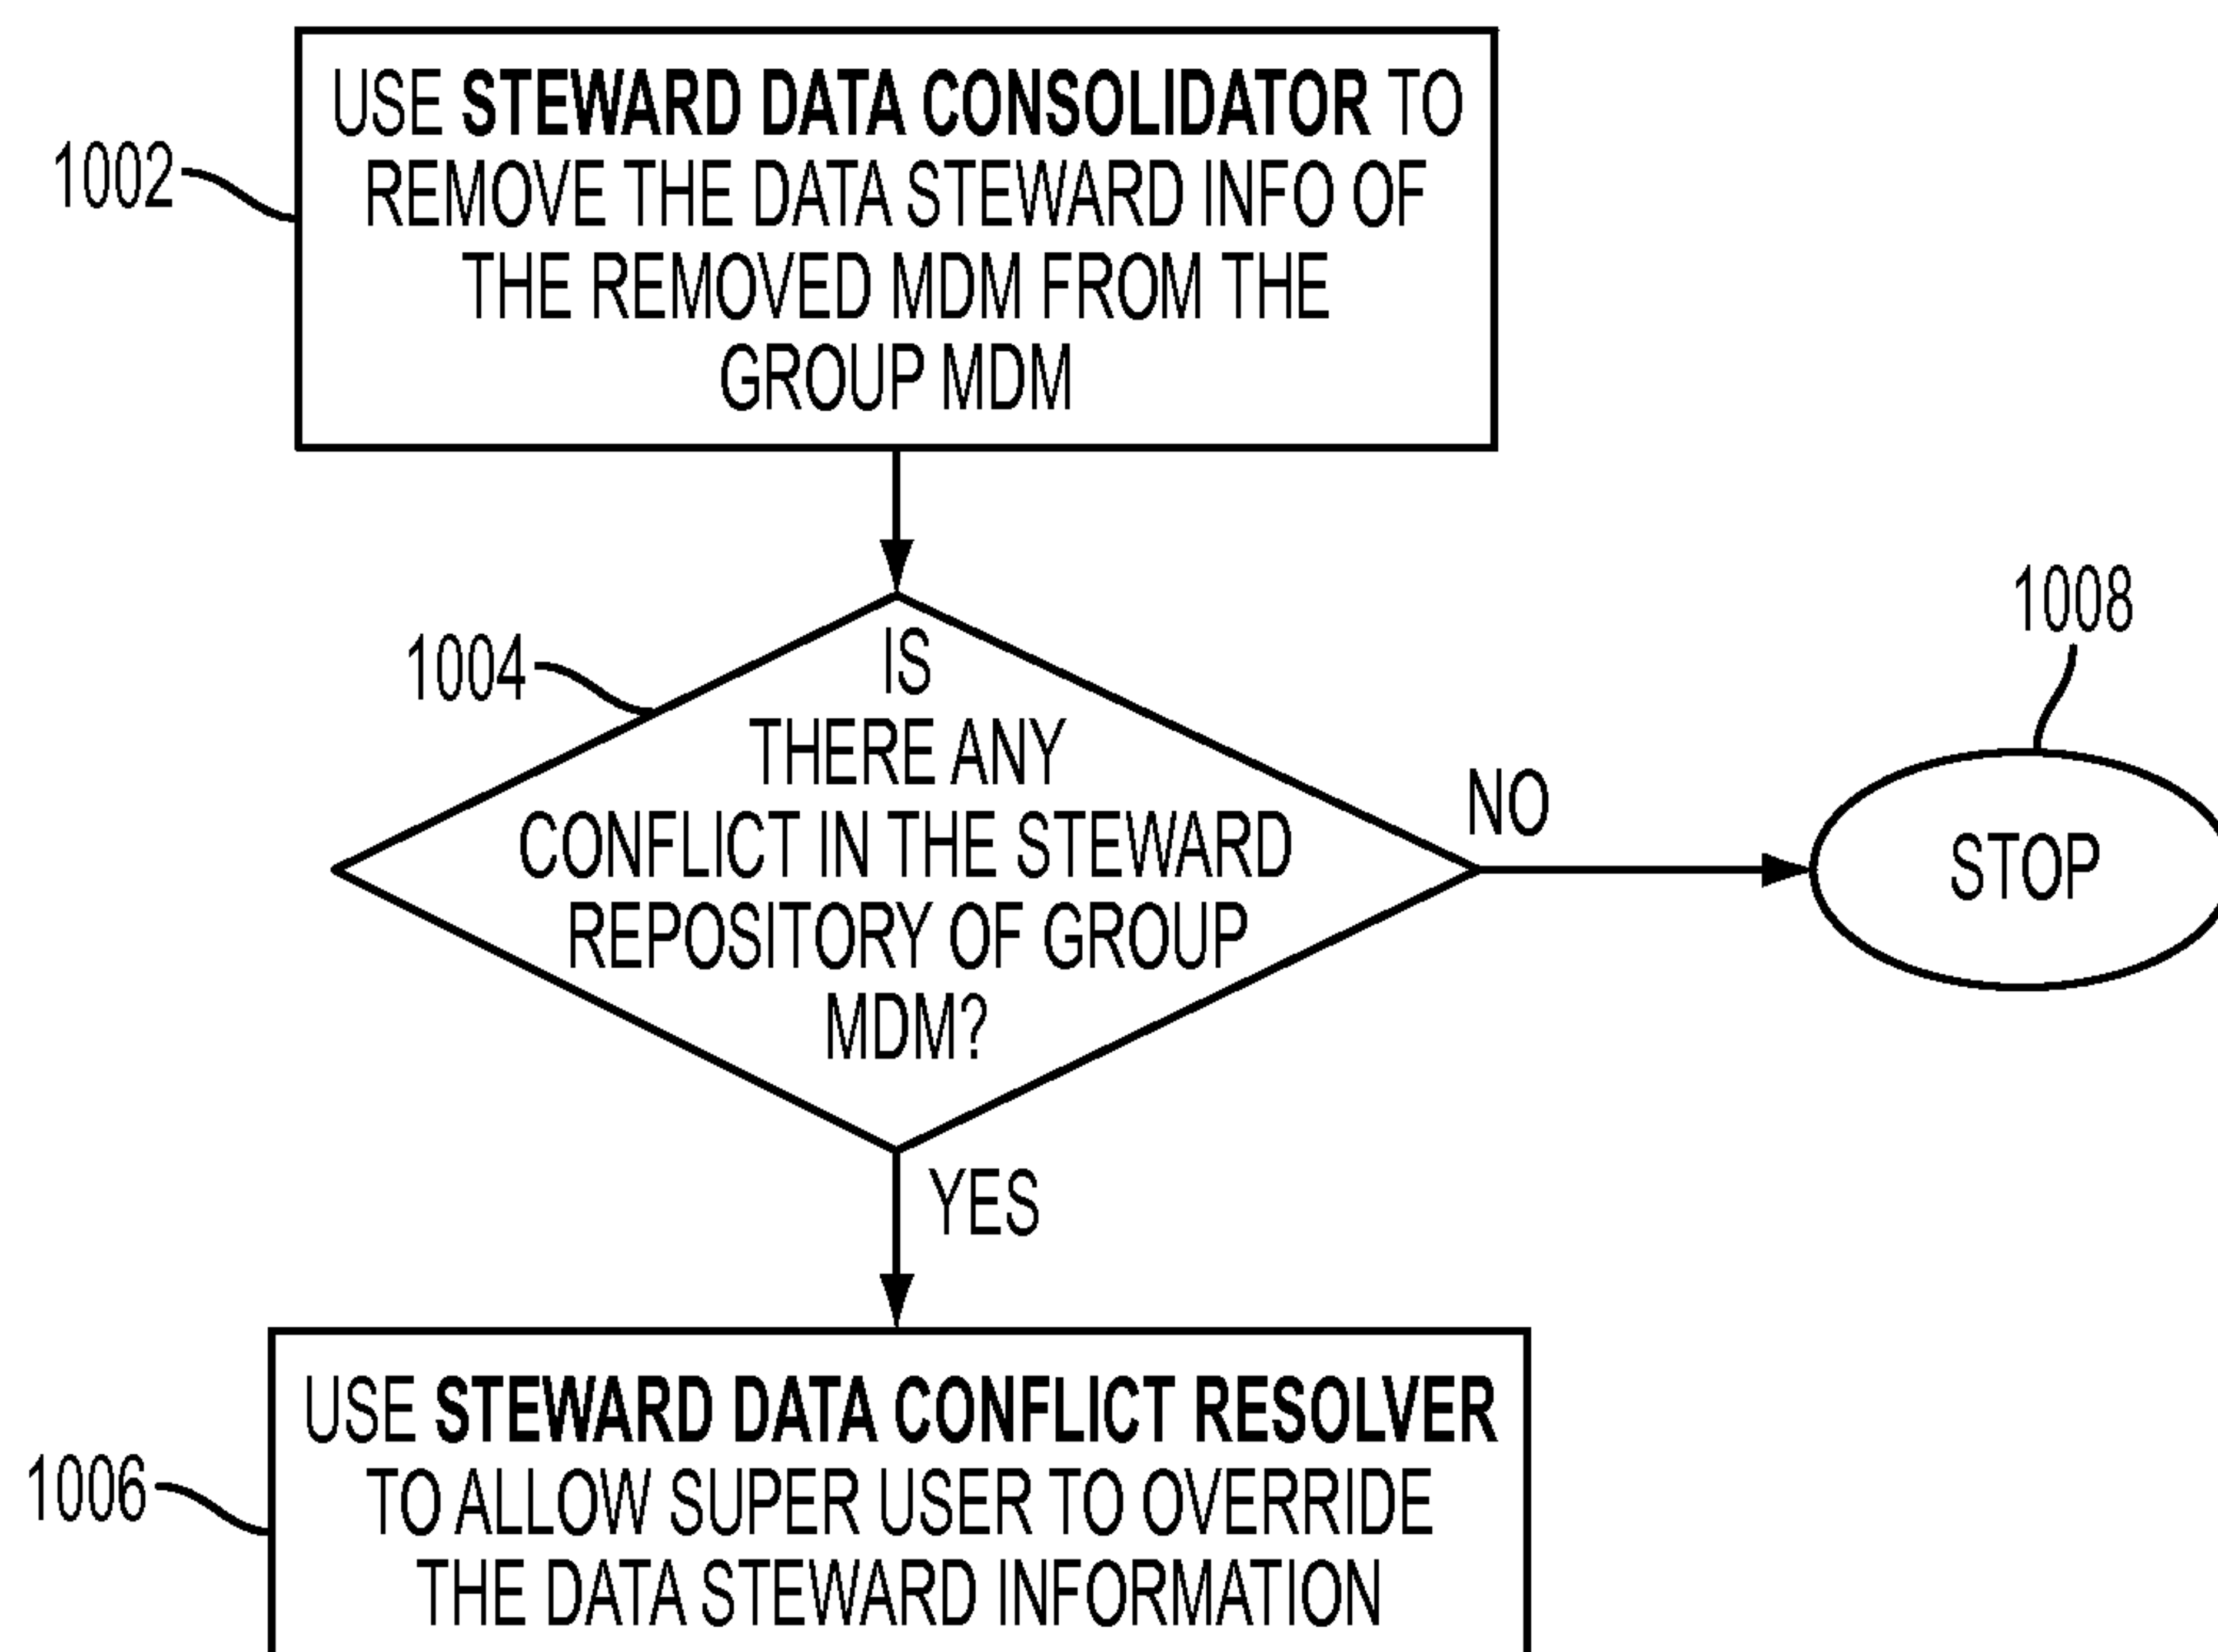 USE STEWARD DATA CONSOLIDATOR TO
REMOVE THE DATA STEWARD INFO OF
THE REMOVED MDM FROM THE
GROUP MDM
1002
1004
IS
THERE ANY
CONFLICT IN THE STEWARD
REPOSITORY OF GROUP
MDM?
NO
1008
STOP
YES
1006
USE STEWARD DATA CONFLICT RESOLVER
TO ALLOW SUPER USER TO OVERRIDE
THE DATA STEWARD INFORMATION